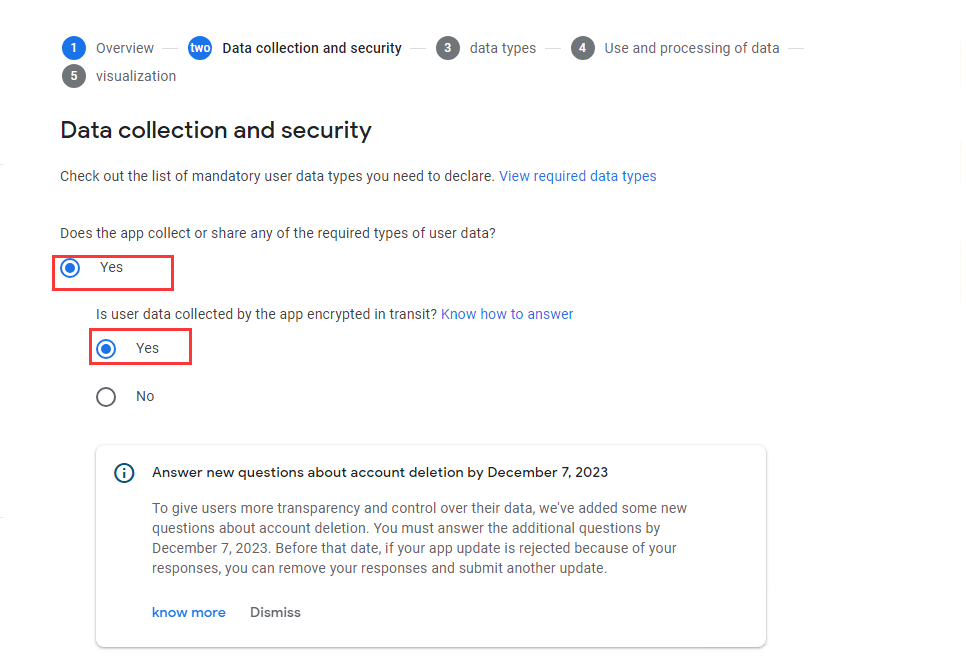 1 Overview two Data collection and security 3 data types 4 Use and processing of data
5 visualization
Data collection and security
Check out the list of mandatory user data types you need to declare. View required data types
Does the app collect or share any of the required types of user data?
Yes
Is user data collected by the app encrypted in transit? Know how to answer
Yes
No
Answer new questions about account deletion by December 7, 2023
To give users more transparency and control over their data, we've added some new
questions about account deletion. You must answer the additional questions by
December 7, 2023. Before that date, if your app update is rejected because of your
responses, you can remove your responses and submit another update.
know more Dismiss